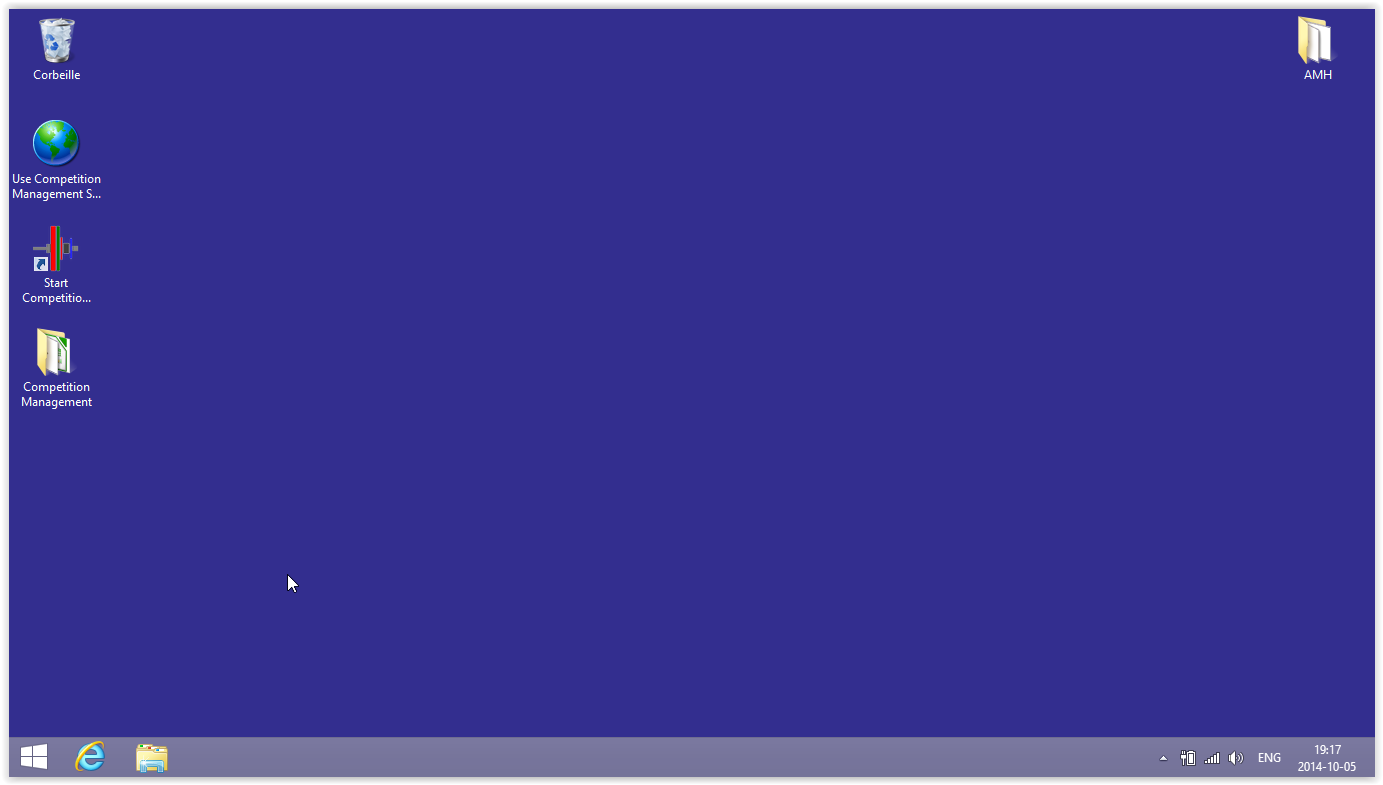 Corbeille
AMH
Use Competition
Management S...
Start
Competitio...
Competition
Management
ENG
19:17
2014-10-05